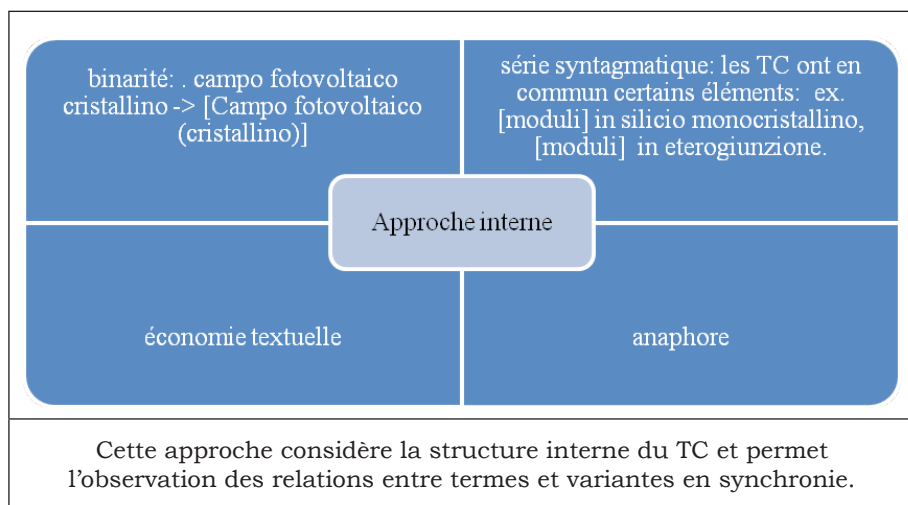 binarité: . campo fotovoltaico
cristallino -> [Campo fotovoltaico
(cristallino)]
série syntagmatique: les TC ont en
commun certains éléments: ex.
[moduli] in silicio monocristallino,
[moduli] in eterogiunzione.
Approche interne
économie textuelle
anaphore
Cette approche considère la structure interne du TC et permet
l’observation des relations entre termes et variantes en synchronie.